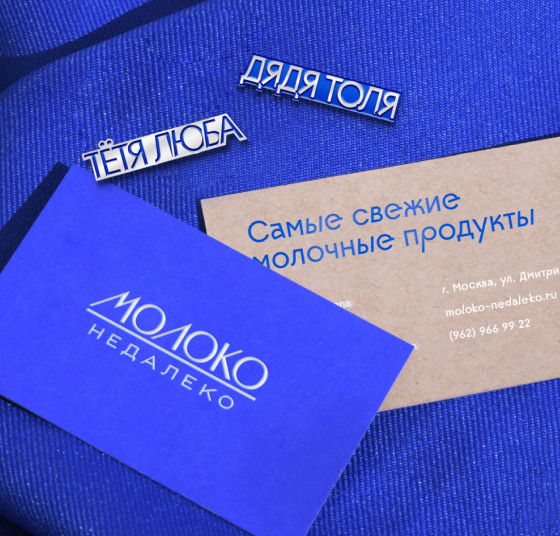 ДЯДЯ ТОЛЯ
ТЁТЯ ЛЮБА
Самые свежие
молочные продукты
г. Москва, ул. Дмитри
moloko-nedaleko.ru
(962) 966 99 22
МОЛОКО
НЕДАЛЕКО